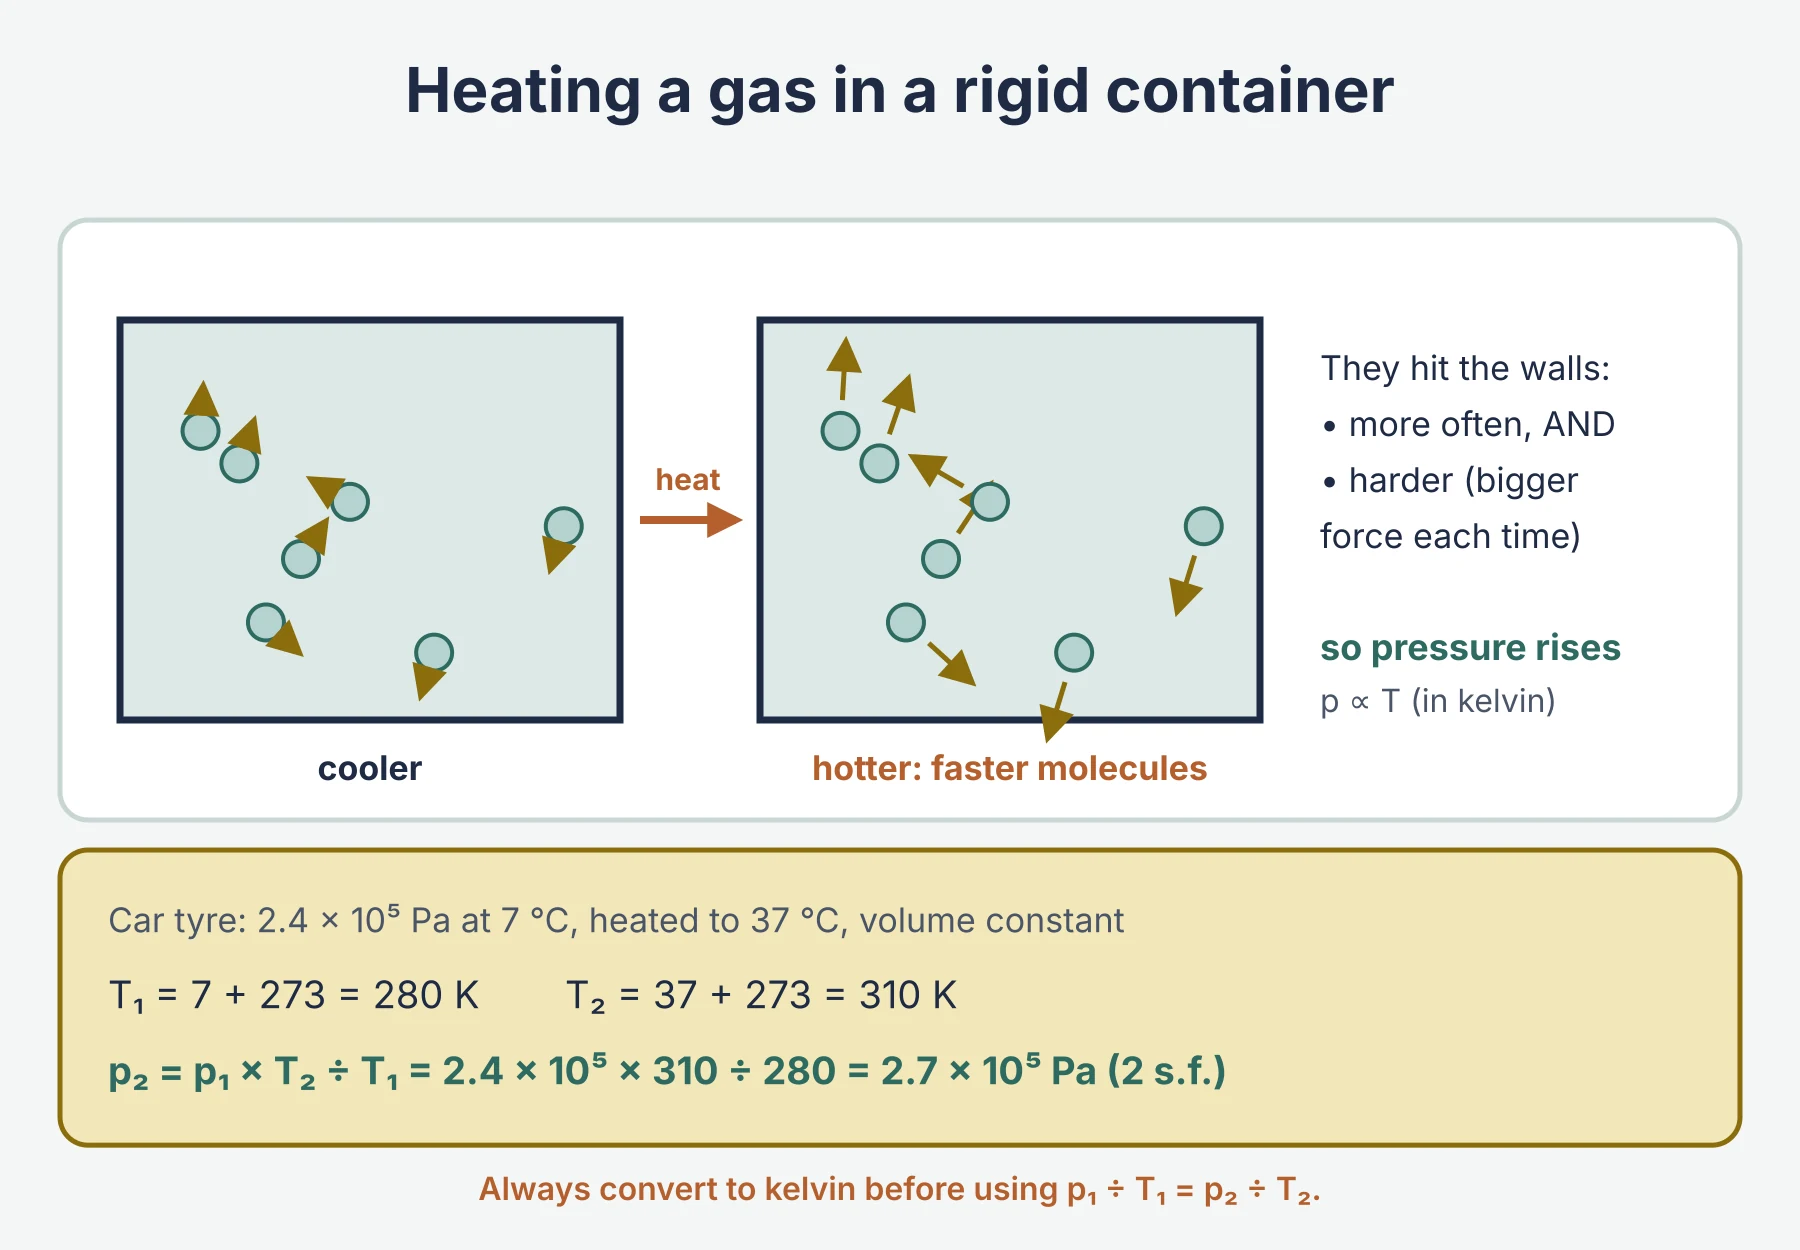 Heating a gas in a rigid container
heat
They hit the walls:
• more often, AND
• harder (bigger
force each time)
so pressure rises
p ∝ T (in kelvin)
cooler
hotter: faster molecules
Car tyre: 2.4 × 10⁵ Pa at 7 °C, heated to 37 °C, volume constant
T₁ = 7 + 273 = 280 K T₂ = 37 + 273 = 310 K
p₂ = p₁ × T₂ ÷ T₁ = 2.4 × 10⁵ × 310 ÷ 280 = 2.7 × 10⁵ Pa (2 s.f.)
Always convert to kelvin before using p₁ ÷ T₁ = p₂ ÷ T₂.